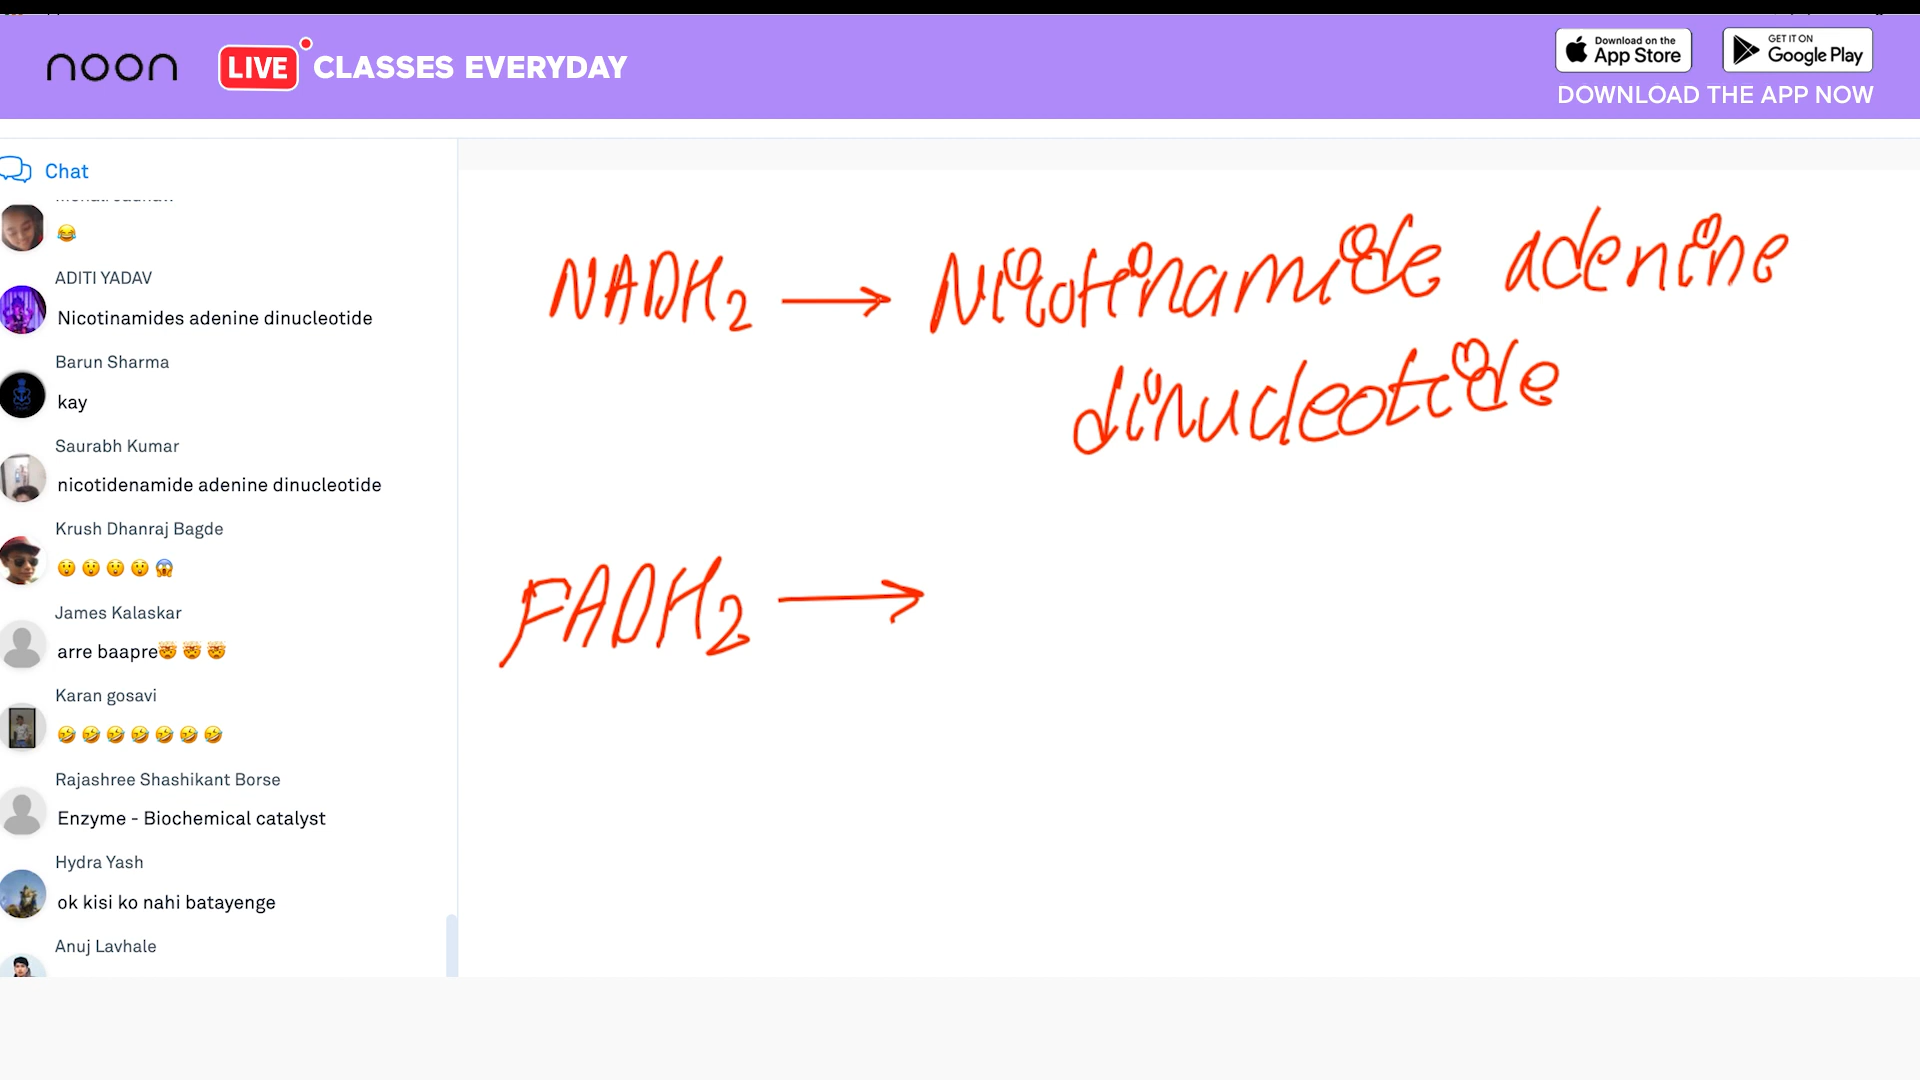 noon LIVE CLASSES EVERYDAY
Download on the App Store
GET IT ON Google Play
DOWNLOAD THE APP NOW
Chat
😂
ADITI YADAV
Nicotinamides adenine dinucleotide
Barun Sharma
kay
Saurabh Kumar
nicotidenamide adenine dinucleotide
Krush Dhanraj Bagde
😲 😲 😲 😲 😱
James Kalaskar
arre baapre🤯 🤯 🤯
Karan gosavi
🤣 🤣 🤣 🤣 🤣 🤣 🤣
Rajashree Shashikant Borse
Enzyme - Biochemical catalyst
Hydra Yash
ok kisi ko nahi batayenge
Anuj Lavhale
NADH2 → Nicotinamide adenine
dinucleotide
FADH2 →